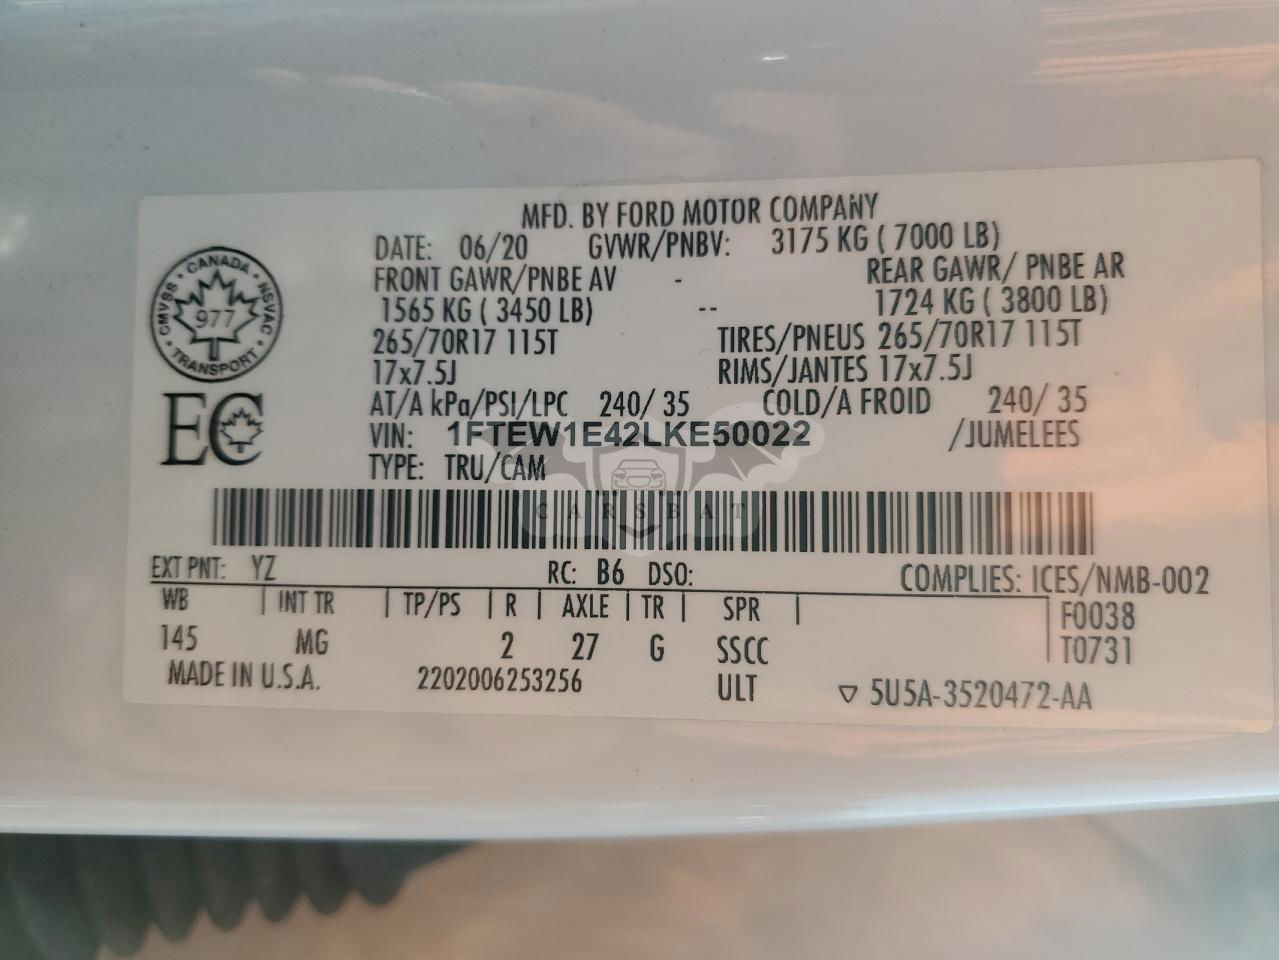 MFD. BY FORD MOTOR COMPANY
DATE: 06/20 GVWR/PNBV: 3175 KG ( 7000 LB)
FRONT GAWR/PNBE AV - REAR GAWR/ PNBE AR
1565 KG ( 3450 LB) -- 1724 KG ( 3800 LB)
265/70R17 115T TIRES/PNEUS 265/70R17 115T
17x7.5J RIMS/JANTES 17x7.5J
AT/A kPa/PSI/LPC 240/ 35 COLD/A FROID 240/ 35
VIN: 1FTEW1E42LKE50022 /JUMELEES
TYPE: TRU/CAM
CANADA
CMVSS NSVAC
977
TRANSPORT
EC
CARSBAT
EXT PNT: YZ RC: B6 DSO: COMPLIES: ICES/NMB-002
WB | INT TR | TP/PS | R | AXLE | TR | SPR | F0038
145 MG 2 27 G SSCC T0731
MADE IN U.S.A. 2202006253256 ULT ▽ 5U5A-3520472-AA